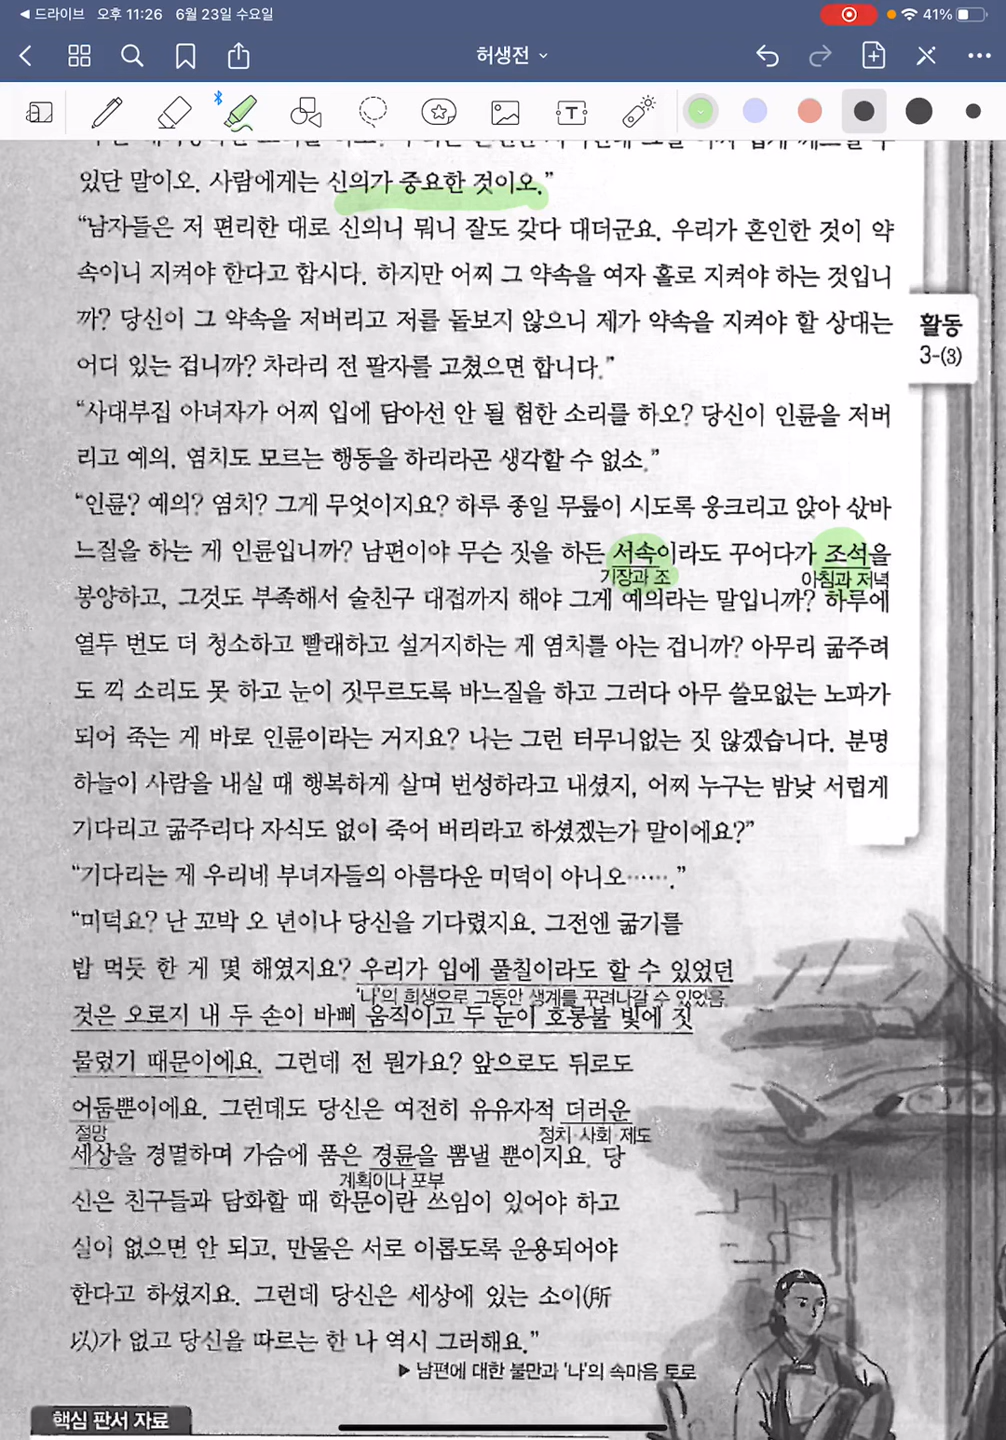 ◀ 드라이브 오후 11:26 6월 23일 수요일
41%
허생전
있단 말이오. 사람에게는 신의가 중요한 것이오.”
“남자들은 저 편리한 대로 신의니 뭐니 잘도 갖다 대더군요. 우리가 혼인한 것이 약
속이니 지켜야 한다고 합시다. 하지만 어찌 그 약속을 여자 홀로 지켜야 하는 것입니
까? 당신이 그 약속을 저버리고 저를 돌보지 않으니 제가 약속을 지켜야 할 상대는
어디 있는 겁니까? 차라리 전 팔자를 고쳤으면 합니다.”
활동
3-(3)
“사대부집 아녀자가 어찌 입에 담아선 안 될 험한 소리를 하오? 당신이 인륜을 저버
리고 예의, 염치도 모르는 행동을 하리라곤 생각할 수 없소.”
“인륜? 예의? 염치? 그게 무엇이지요? 하루 종일 무릎이 시도록 웅크리고 앉아 삯바
느질을 하는 게 인륜입니까? 남편이야 무슨 짓을 하든 서속이라도 꾸어다가 조석을
기장과 조 아침과 저녁
봉양하고, 그것도 부족해서 술친구 대접까지 해야 그게 예의라는 말입니까? 하루에
열두 번도 더 청소하고 빨래하고 설거지하는 게 염치를 아는 겁니까? 아무리 굶주려
도 끽 소리도 못 하고 눈이 짓무르도록 바느질을 하고 그러다 아무 쓸모없는 노파가
되어 죽는 게 바로 인륜이라는 거지요? 나는 그런 터무니없는 짓 않겠습니다. 분명
하늘이 사람을 내실 때 행복하게 살며 번성하라고 내셨지, 어찌 누구는 밤낮 서럽게
기다리고 굶주리다 자식도 없이 죽어 버리라고 하셨겠는가 말이에요?”
“기다리는 게 우리네 부녀자들의 아름다운 미덕이 아니오…….”
“미덕요? 난 꼬박 오 년이나 당신을 기다렸지요. 그전엔 굶기를
밥 먹듯 한 게 몇 해였지요? 우리가 입에 풀칠이라도 할 수 있었던
‘나’의 희생으로 그동안 생계를 꾸려나갈 수 있었음.
것은 오로지 내 두 손이 바삐 움직이고 두 눈이 호롱불 빛에 짓
물렀기 때문이에요. 그런데 전 뭔가요? 앞으로도 뒤로도
어둠뿐이에요. 그런데도 당신은 여전히 유유자적 더러운
절망 정치·사회 제도
세상을 경멸하며 가슴에 품은 경륜을 뽐낼 뿐이지요. 당
계획이나 포부
신은 친구들과 담화할 때 학문이란 쓰임이 있어야 하고
실이 없으면 안 되고, 만물은 서로 이롭도록 운용되어야
한다고 하셨지요. 그런데 당신은 세상에 있는 소이(所
以)가 없고 당신을 따르는 한 나 역시 그러해요.”
▶ 남편에 대한 불만과 ‘나’의 속마음 토로
핵심 판서 자료